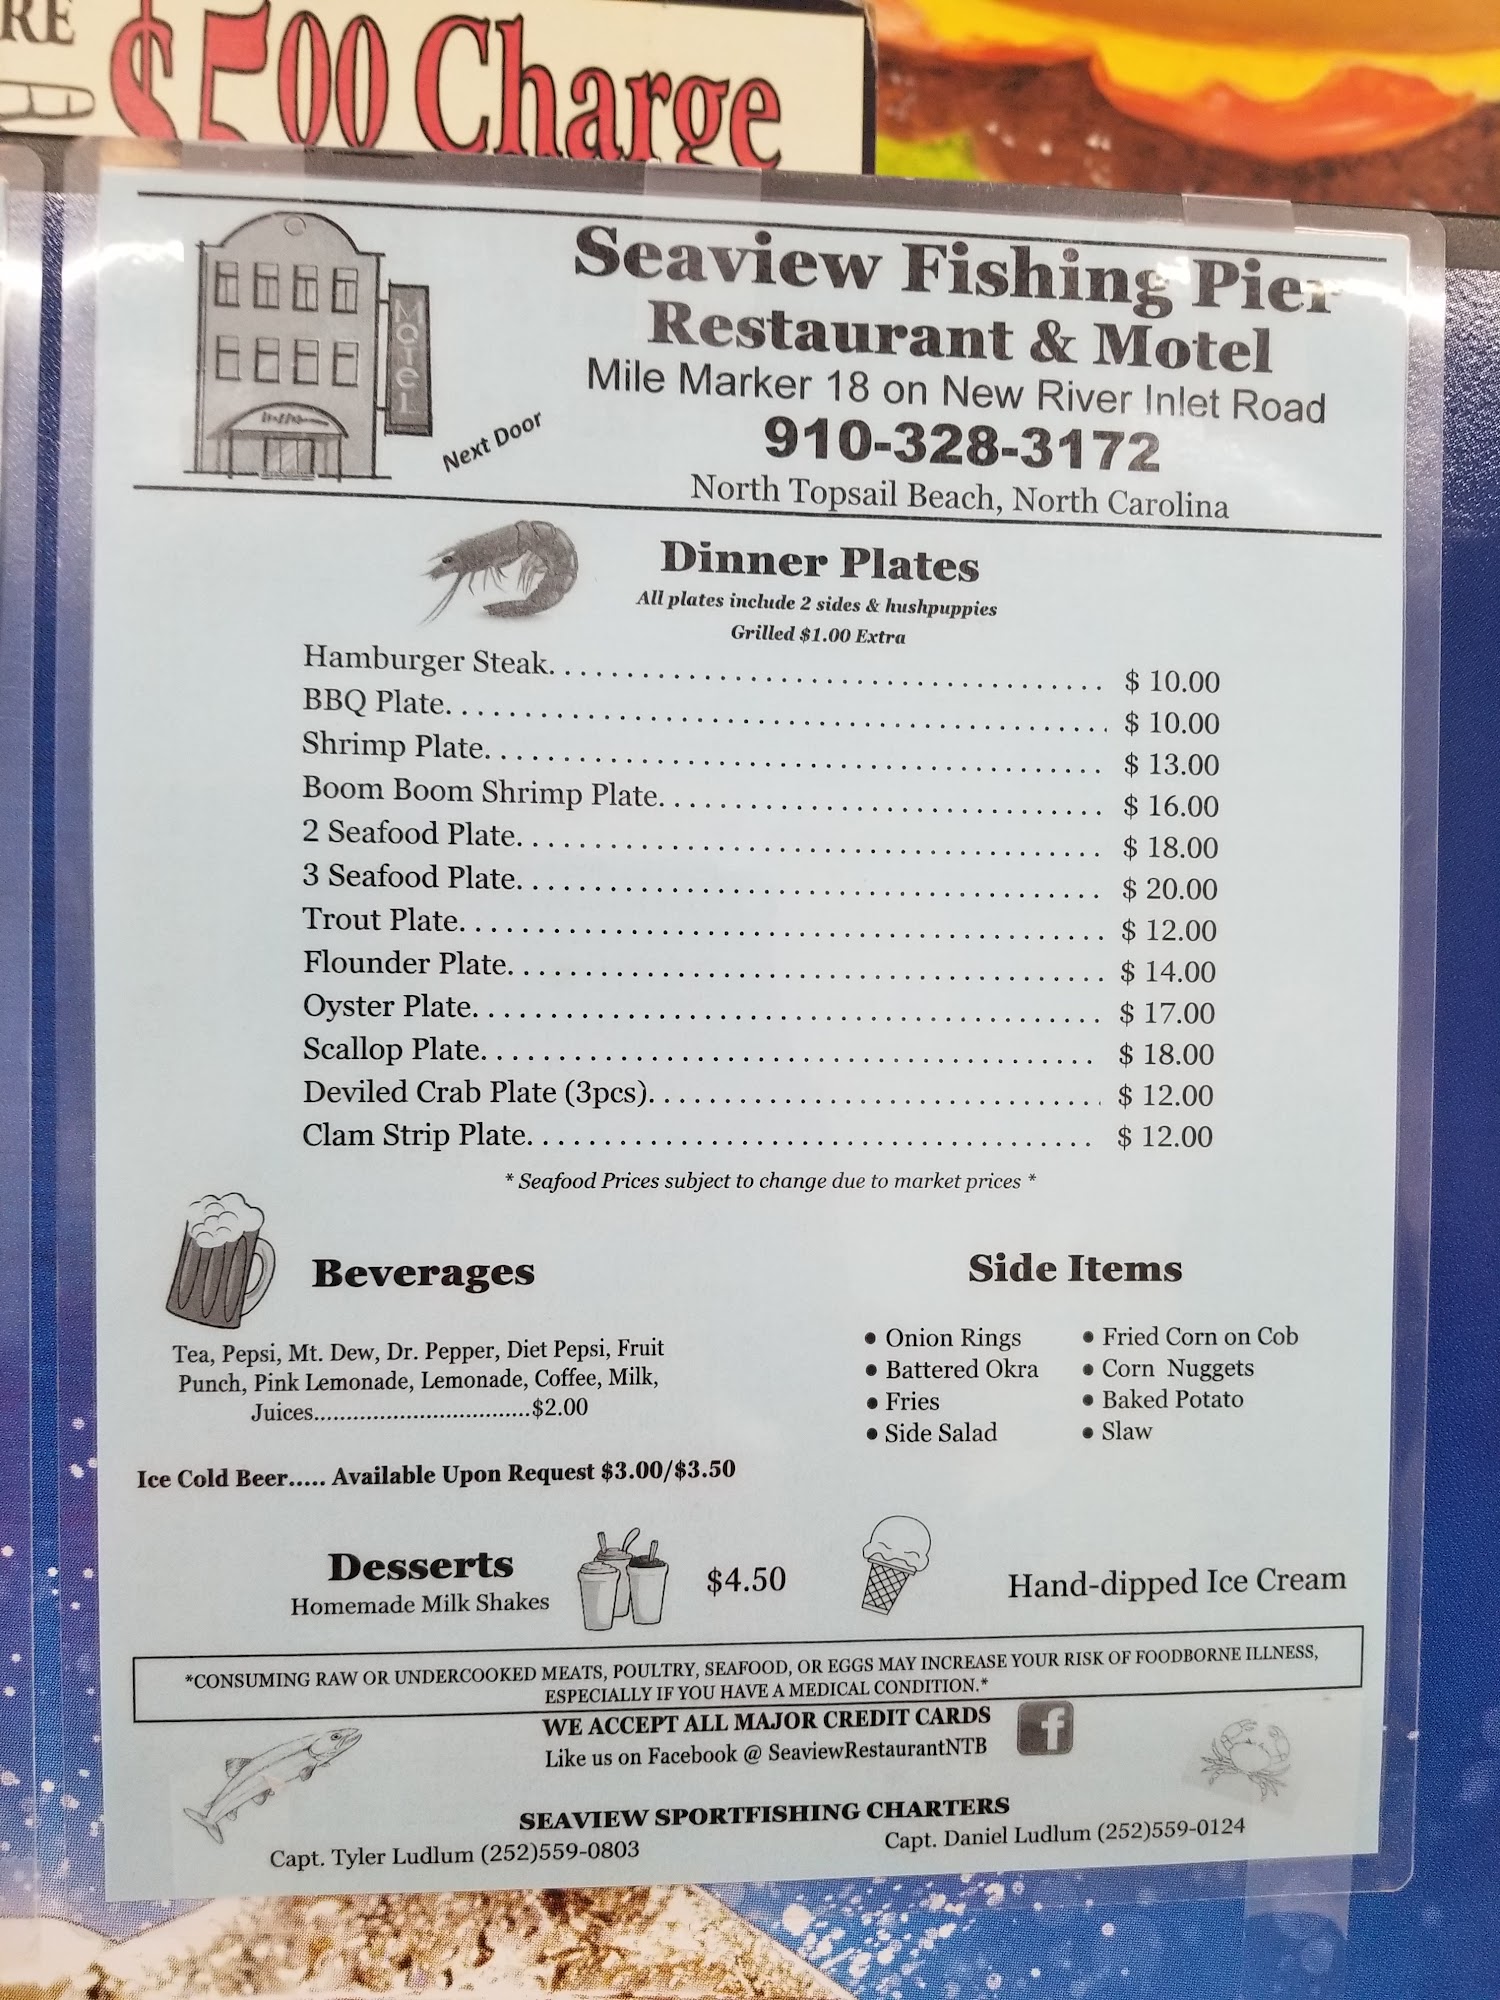 RE
$5.00 Charge
Seaview Fishing Pier
Restaurant & Motel
Mile Marker 18 on New River Inlet Road
910-328-3172
North Topsail Beach, North Carolina
MOTEL
Next Door
Dinner Plates
All plates include 2 sides & hushpuppies
Grilled $1.00 Extra
Hamburger Steak. . . . . . . . . . . . . . . . . . . . $ 10.00
BBQ Plate. . . . . . . . . . . . . . . . . . . . $ 10.00
Shrimp Plate. . . . . . . . . . . . . . . . . . . . $ 13.00
Boom Boom Shrimp Plate. . . . . . . . . . . . . . . . . . . . $ 16.00
2 Seafood Plate. . . . . . . . . . . . . . . . . . . . $ 18.00
3 Seafood Plate. . . . . . . . . . . . . . . . . . . . $ 20.00
Trout Plate. . . . . . . . . . . . . . . . . . . . $ 12.00
Flounder Plate. . . . . . . . . . . . . . . . . . . . $ 14.00
Oyster Plate. . . . . . . . . . . . . . . . . . . . $ 17.00
Scallop Plate. . . . . . . . . . . . . . . . . . . . $ 18.00
Deviled Crab Plate (3pcs). . . . . . . . . . . . . . . . . . . . $ 12.00
Clam Strip Plate. . . . . . . . . . . . . . . . . . . . $ 12.00
* Seafood Prices subject to change due to market prices *
Beverages
Tea, Pepsi, Mt. Dew, Dr. Pepper, Diet Pepsi, Fruit
Punch, Pink Lemonade, Lemonade, Coffee, Milk,
Juices.................................$2.00
Ice Cold Beer..... Available Upon Request $3.00/$3.50
Side Items
• Onion Rings
• Battered Okra
• Fries
• Side Salad
• Fried Corn on Cob
• Corn Nuggets
• Baked Potato
• Slaw
Desserts
Homemade Milk Shakes
$4.50
Hand-dipped Ice Cream
*CONSUMING RAW OR UNDERCOOKED MEATS, POULTRY, SEAFOOD, OR EGGS MAY INCREASE YOUR RISK OF FOODBORNE ILLNESS,
ESPECIALLY IF YOU HAVE A MEDICAL CONDITION.*
WE ACCEPT ALL MAJOR CREDIT CARDS
Like us on Facebook @ SeaviewRestaurantNTB
f
SEAVIEW SPORTFISHING CHARTERS
Capt. Tyler Ludlum (252)559-0803
Capt. Daniel Ludlum (252)559-0124